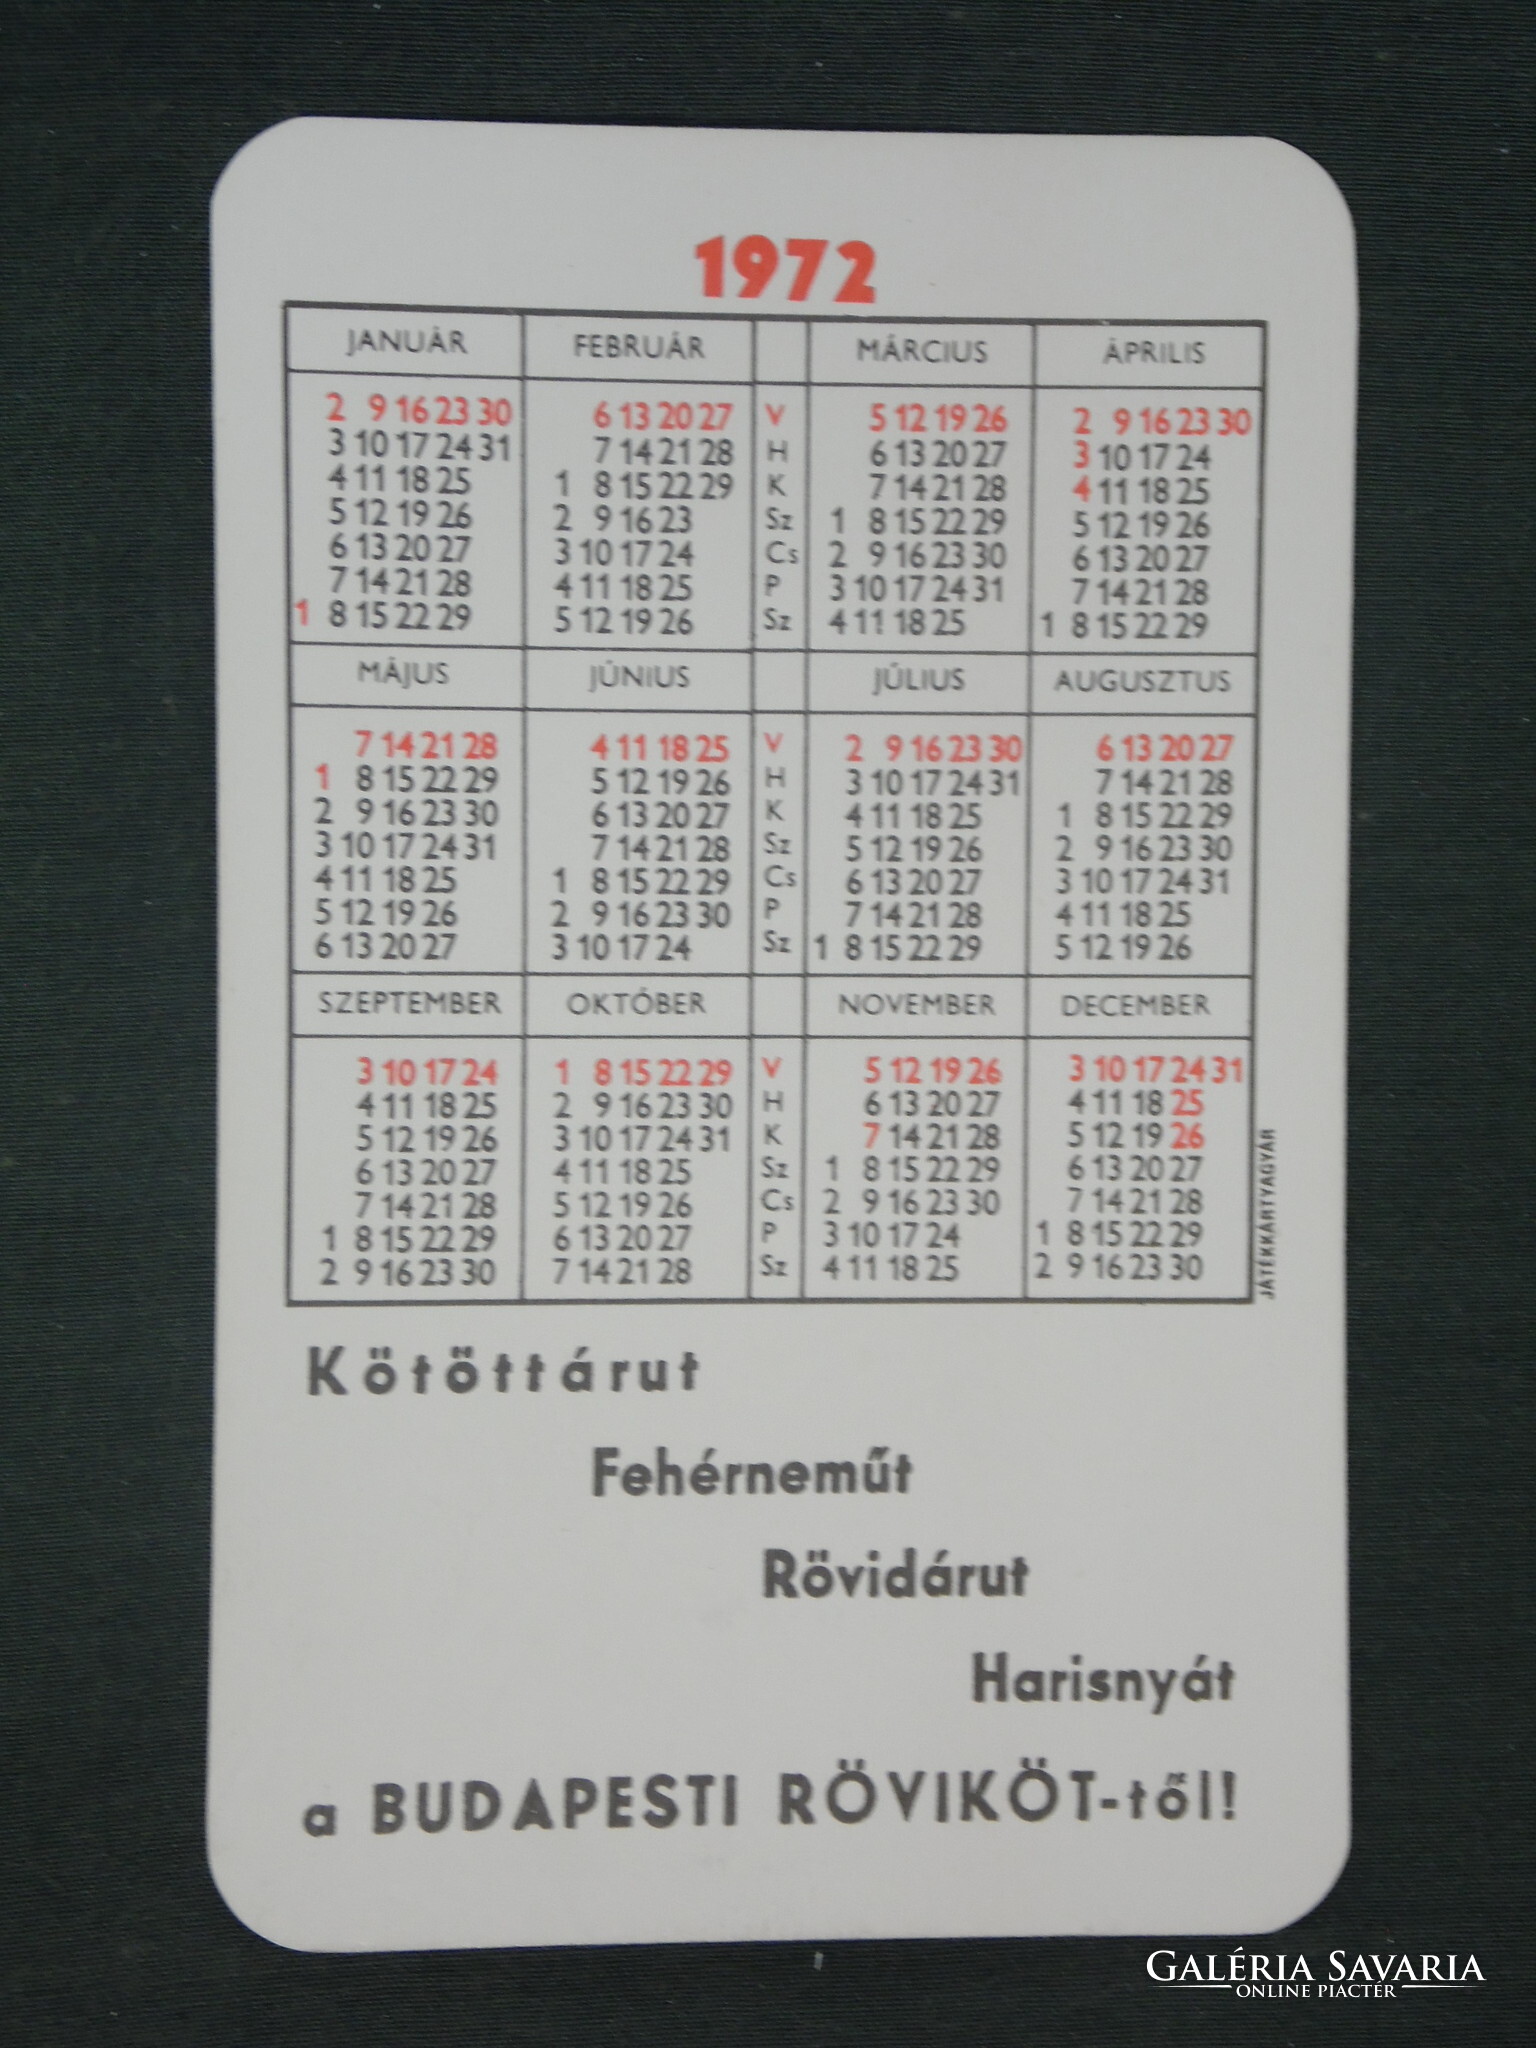 1972
JANUÁR FEBRUÁR MÁRCIUS ÁPRILIS
2 9 16 23 30 6 13 20 27 V 5 12 19 26 2 9 16 23 30
3 10 17 24 31 7 14 21 28 H 6 13 20 27 3 10 17 24
4 11 18 25 1 8 15 22 29 K 7 14 21 28 4 11 18 25
5 12 19 26 2 9 16 23 Sz 1 8 15 22 29 5 12 19 26
6 13 20 27 3 10 17 24 Cs 2 9 16 23 30 6 13 20 27
7 14 21 28 4 11 18 25 P 3 10 17 24 31 7 14 21 28
1 8 15 22 29 5 12 19 26 Sz 4 11 18 25 1 8 15 22 29
MÁJUS JÚNIUS JÚLIUS AUGUSZTUS
7 14 21 28 4 11 18 25 V 2 9 16 23 30 6 13 20 27
1 8 15 22 29 5 12 19 26 H 3 10 17 24 31 7 14 21 28
2 9 16 23 30 6 13 20 27 K 4 11 18 25 1 8 15 22 29
3 10 17 24 31 7 14 21 28 Sz 5 12 19 26 2 9 16 23 30
4 11 18 25 1 8 15 22 29 Cs 6 13 20 27 3 10 17 24 31
5 12 19 26 2 9 16 23 30 P 7 14 21 28 4 11 18 25
6 13 20 27 3 10 17 24 Sz 1 8 15 22 29 5 12 19 26
SZEPTEMBER OKTÓBER NOVEMBER DECEMBER
3 10 17 24 1 8 15 22 29 V 5 12 19 26 3 10 17 24 31
4 11 18 25 2 9 16 23 30 H 6 13 20 27 4 11 18 25
5 12 19 26 3 10 17 24 31 K 7 14 21 28 5 12 19 26
6 13 20 27 4 11 18 25 Sz 1 8 15 22 29 6 13 20 27
7 14 21 28 5 12 19 26 Cs 2 9 16 23 30 7 14 21 28
1 8 15 22 29 6 13 20 27 P 3 10 17 24 1 8 15 22 29
2 9 16 23 30 7 14 21 28 Sz 4 11 18 25 2 9 16 23 30
JÁTÉKKÁRTYAGYÁR
Kötöttárut
Fehérneműt
Rövidárut
Harisnyát
a BUDAPESTI RÖVIKÖT-től!
GALÉRIA SAVARIA
ONLINE PIACTÉR